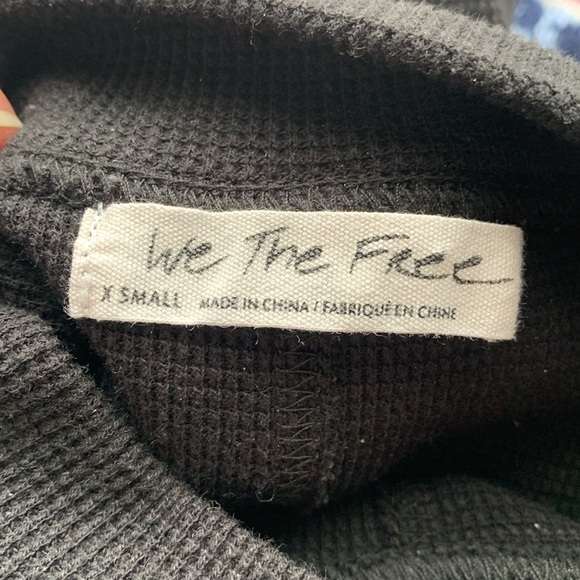 We The Free
X SMALL MADE IN CHINA / FABRIQUÉ EN CHINE